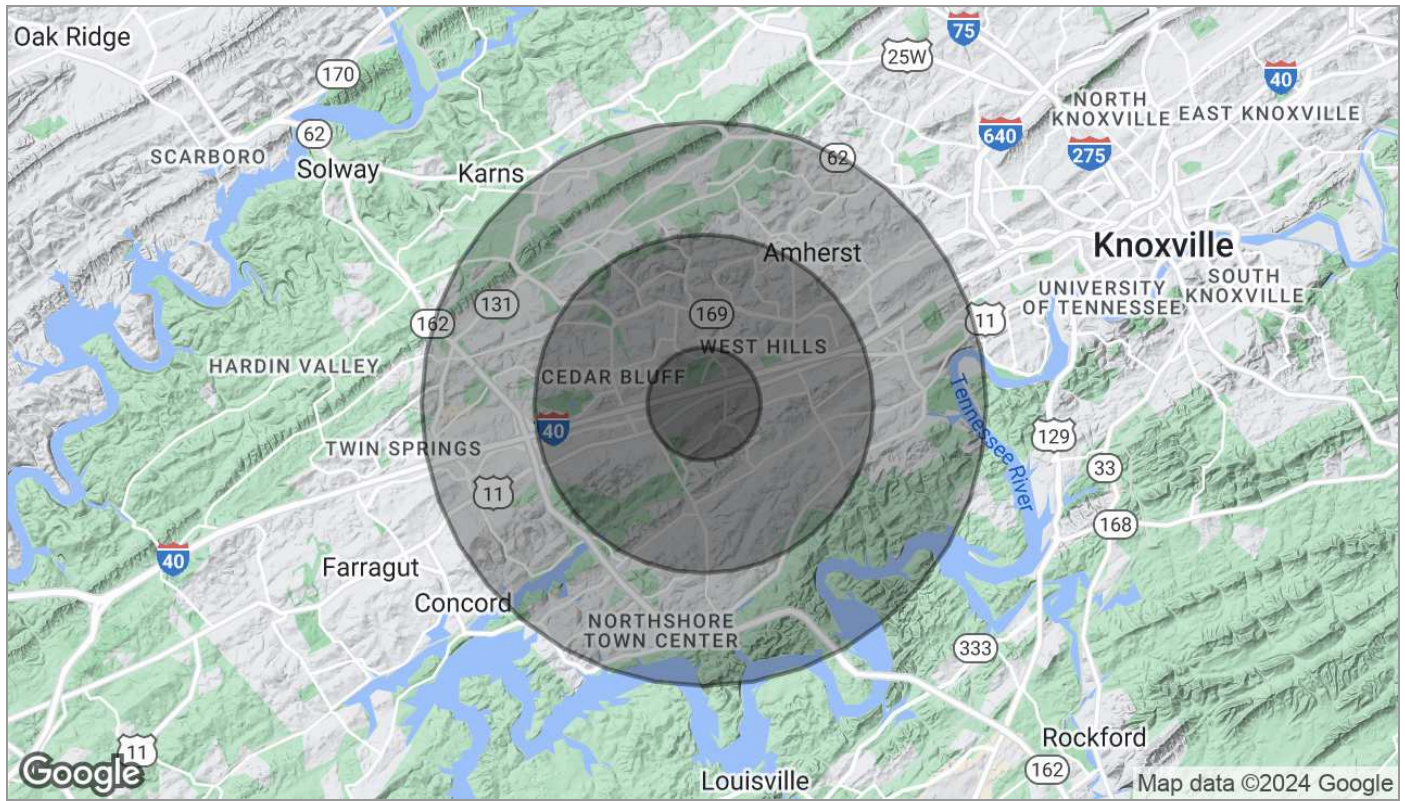 Oak Ridge
75
25W
170
40
NORTH
KNOXVILLE
EAST KNOXVILLE
62
640
SCARBORO
275
62
Solway
Karns
Knoxville
Amherst
SOUTH
KNOXVILLE
UNIVERSITY
OF TENNESSEE
131
169
11
162
WEST HILLS
HARDIN VALLEY
CEDAR BLUFF
Tennessee River
40
129
TWIN SPRINGS
33
11
168
40
Farragut
Concord
NORTHSHORE
TOWN CENTER
333
Rockford
11
162
Google
Louisville
Map data ©2024 Google